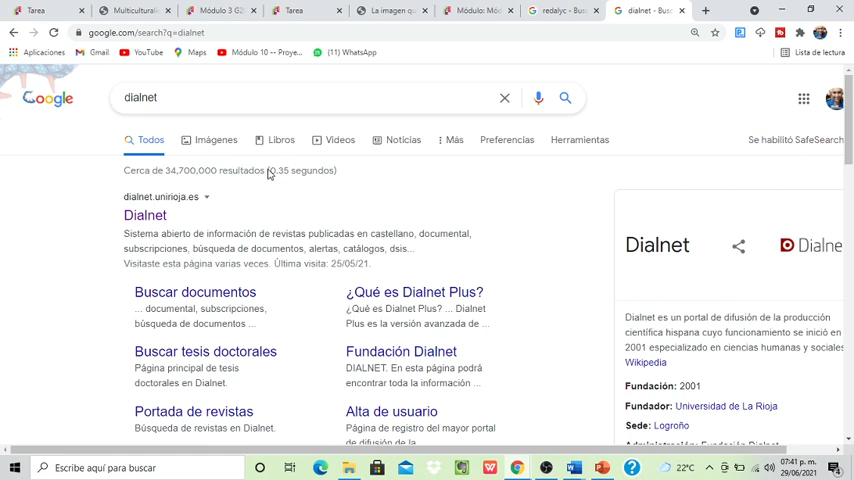 Tarea
Multiculturali
Módulo 3 G2
Tarea
La imagen qu
Módulo: Mód
redalyc - Bus
dialnet - Bus
google.com/search?q=dialnet
Aplicaciones
Gmail
YouTube
Maps
Módulo 10 -- Proye...
(11) WhatsApp
Lista de lectura
Google
dialnet
Todos
Imágenes
Libros
Videos
Noticias
Más
Preferencias
Herramientas
Se habilitó SafeSearch
Cerca de 34,700,000 resultados (0.35 segundos)
dialnet.unirioja.es
Dialnet
Sistema abierto de información de revistas publicadas en castellano, documental,
subscripciones, búsqueda de documentos, alertas, catálogos, dsis...
Visitaste esta página varias veces. Última visita: 25/05/21.
Buscar documentos
... documental, subscripciones,
búsqueda de documentos ...
¿Qué es Dialnet Plus?
¿Qué es Dialnet Plus? ... Dialnet
Plus es la versión avanzada de ...
Buscar tesis doctorales
Página principal de tesis
doctorales en Dialnet.
Fundación Dialnet
DIALNET. En esta página podrá
encontrar toda la información ...
Portada de revistas
Búsqueda de revistas en Dialnet.
Alta de usuario
Página de registro del mayor portal
de difusión de la
Dialnet
Dialne
Dialnet es un portal de difusión de la producción
científica hispana cuyo funcionamiento se inició en
2001 especializado en ciencias humanas y sociales
Wikipedia
Fundación: 2001
Fundador: Universidad de La Rioja
Sede: Logroño
Administración: Fundación Dialnet
Escribe aquí para buscar
22°C
07:41 p. m.
29/06/2021
4